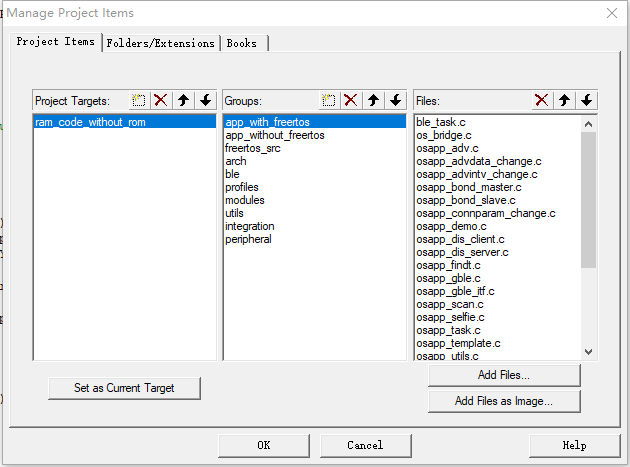 Manage Project Items
Project Items Folders/Extensions Books
Project Targets: Groups: Files:
ram_code_without_rom
app_with_freertos
app_without_freertos
freertos_src
arch
ble
profiles
modules
utils
integration
peripheral
ble_task.c
os_bridge.c
osapp_adv.c
osapp_advdata_change.c
osapp_advintv_change.c
osapp_bond_master.c
osapp_bond_slave.c
osapp_connparam_change.c
osapp_demo.c
osapp_dis_client.c
osapp_dis_server.c
osapp_findt.c
osapp_gble.c
osapp_gble_itf.c
osapp_scan.c
osapp_selfie.c
osapp_task.c
osapp_template.c
osapp_utils.c
Set as Current Target
Add Files...
Add Files as Image...
OK Cancel Help